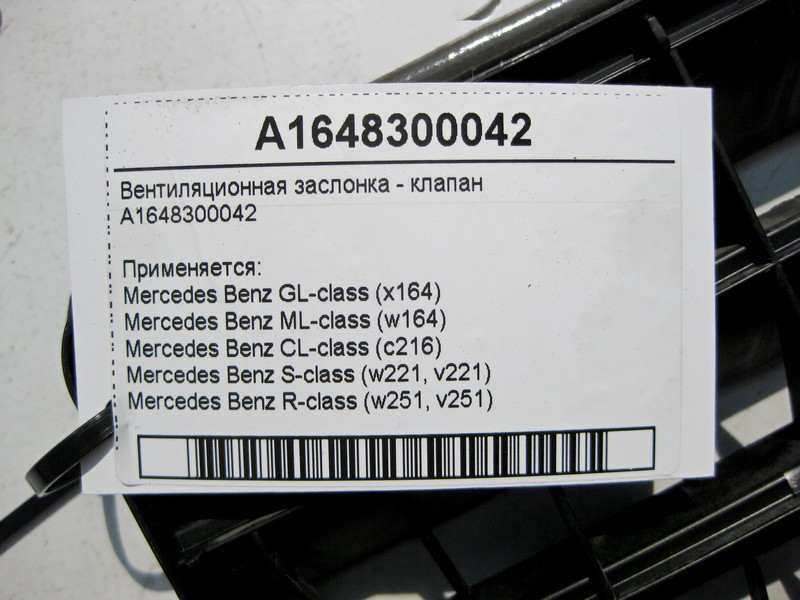 A1648300042
Вентиляционная заслонка - клапан
A1648300042
Применяется:
Mercedes Benz GL-class (x164)
Mercedes Benz ML-class (w164)
Mercedes Benz CL-class (c216)
Mercedes Benz S-class (w221, v221)
Mercedes Benz R-class (w251, v251)